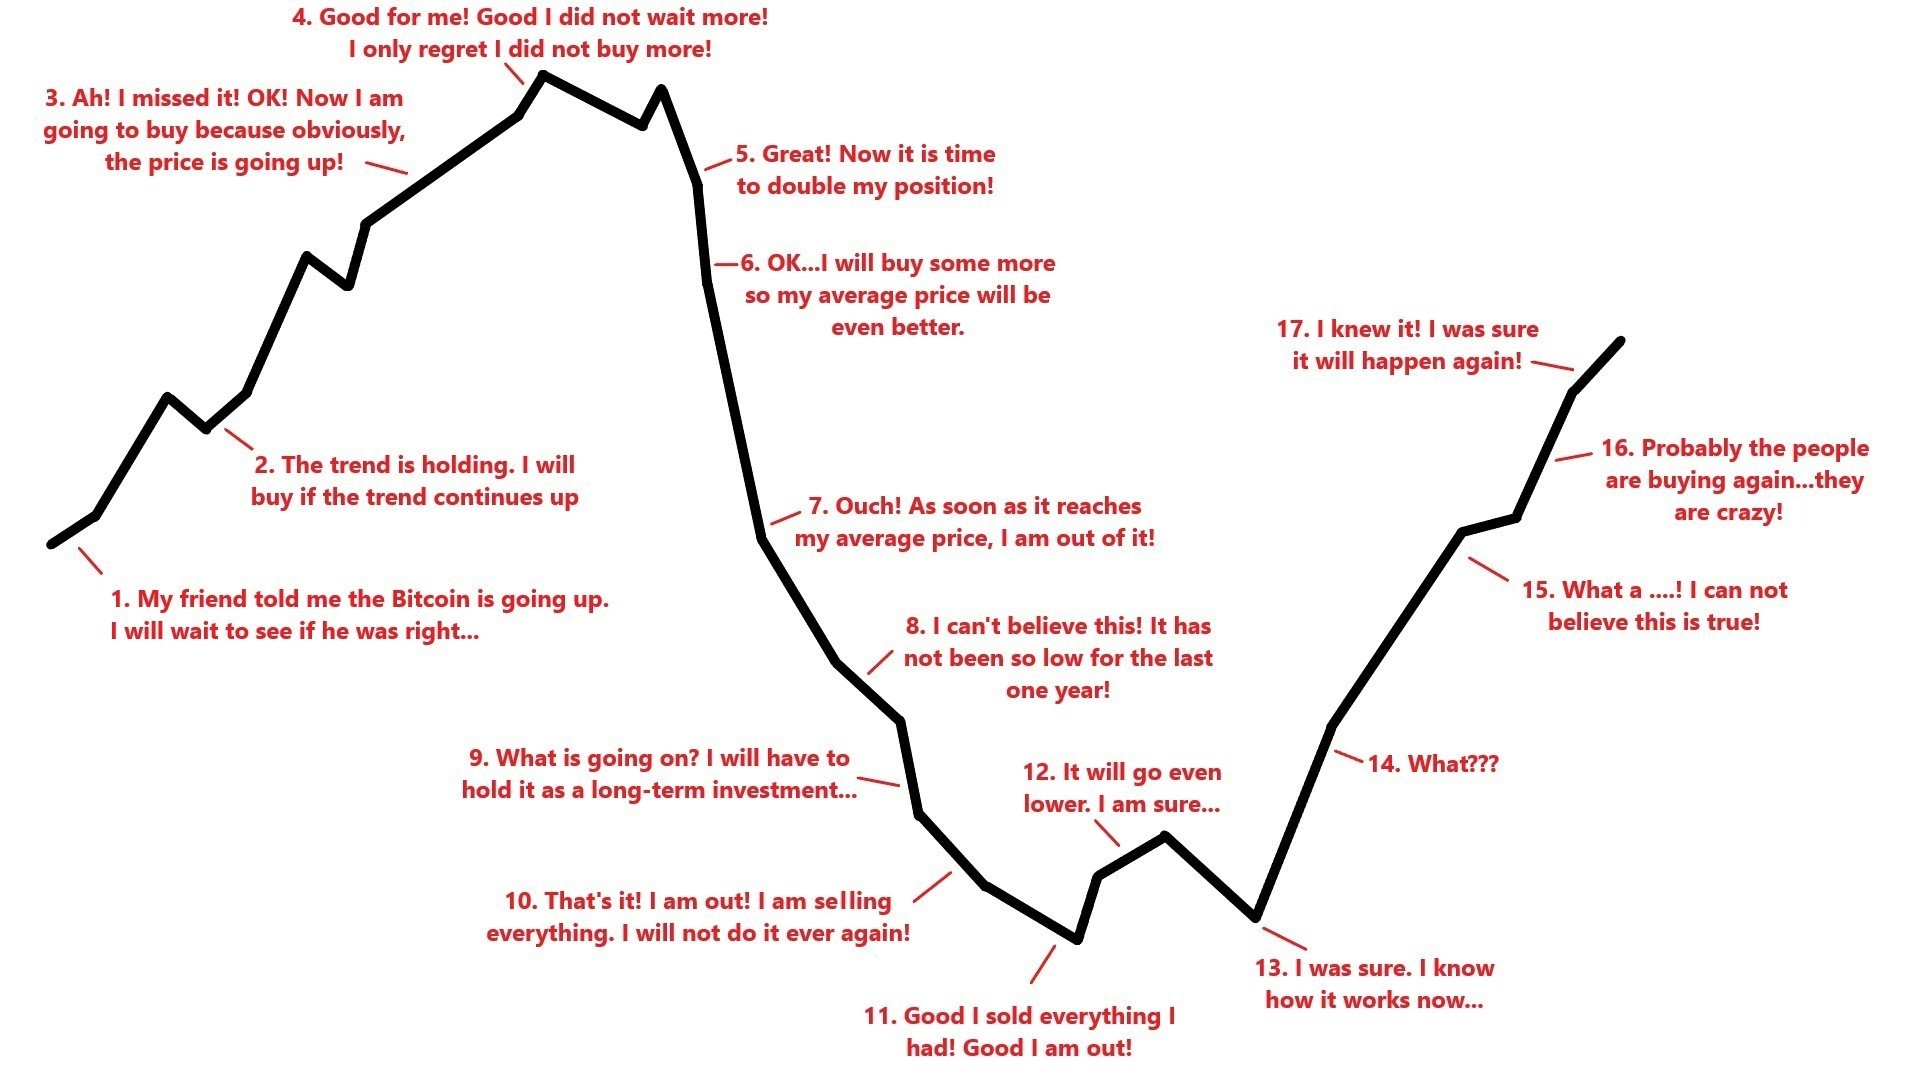 4. Good for me! Good I did not wait more!
I only regret I did not buy more!
3. Ah! I missed it! OK! Now I am
going to buy because obviously,
the price is going up!
5. Great! Now it is time
to double my position!
6. OK...I will buy some more
so my average price will be
even better.
17. I knew it! I was sure
it will happen again!
2. The trend is holding. I will
buy if the trend continues up
16. Probably the people
are buying again...they
are crazy!
7. Ouch! As soon as it reaches
my average price, I am out of it!
1. My friend told me the Bitcoin is going up.
I will wait to see if he was right...
15. What a ....! I can not
believe this is true!
8. I can't believe this! It has
not been so low for the last
one year!
9. What is going on? I will have to
hold it as a long-term investment...
12. It will go even
lower. I am sure...
14. What???
10. That's it! I am out! I am selling
everything. I will not do it ever again!
13. I was sure. I know
how it works now...
11. Good I sold everything I
had! Good I am out!